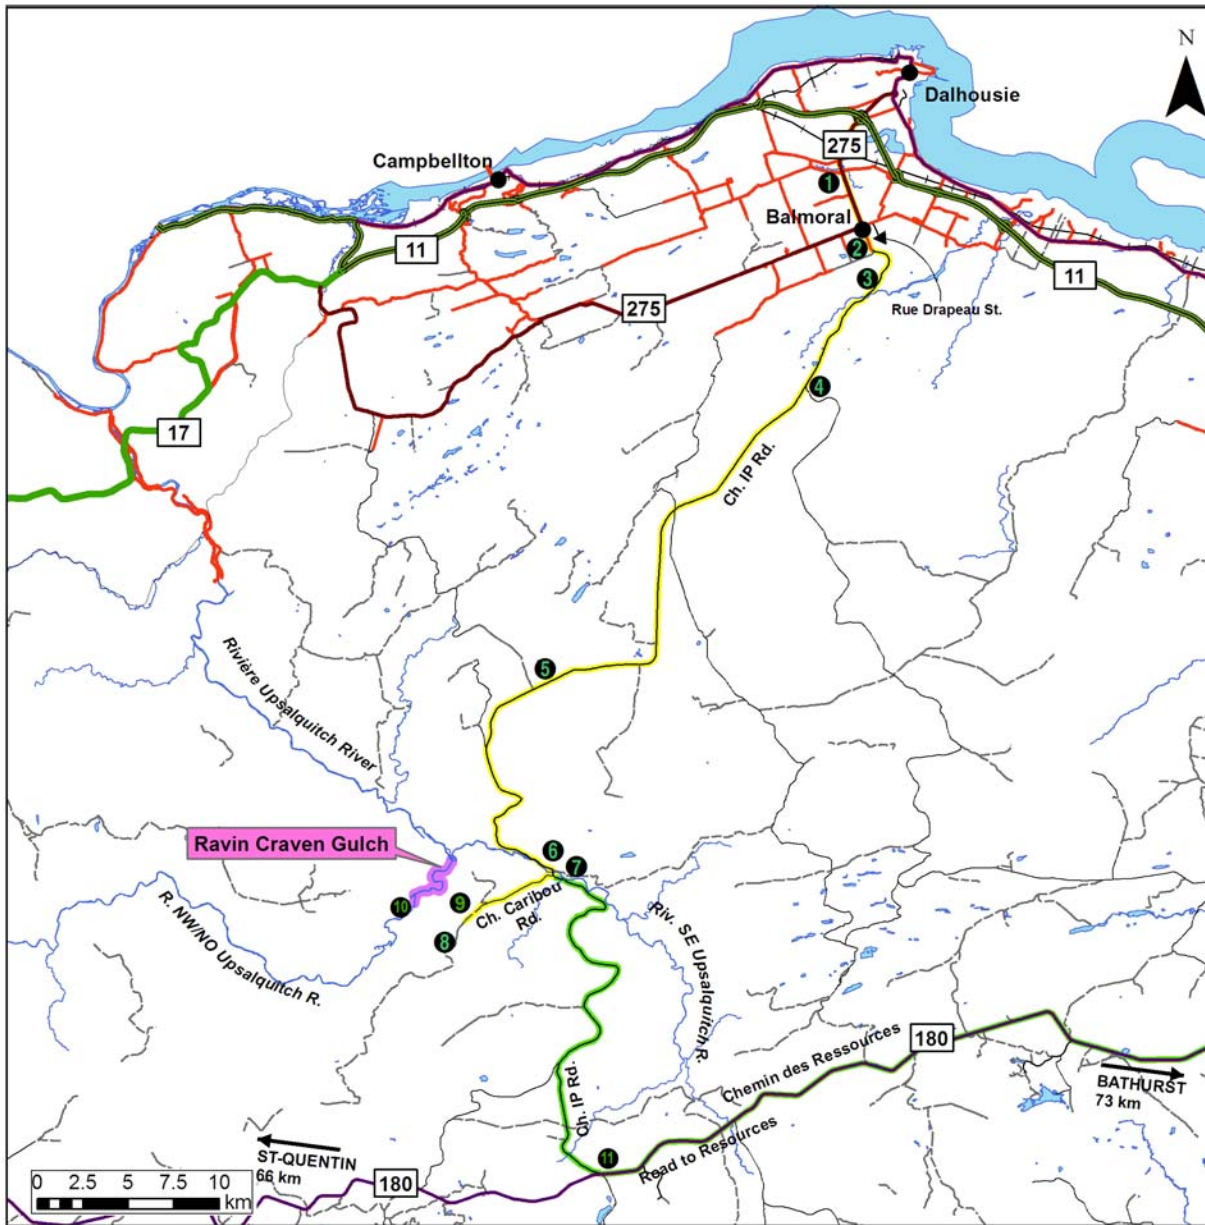 N
Dalhousie
275
Campbellton
1
Balmoral
2
11
3
11
275
Rue Drapeau St.
4
17
Ch. IP Rd.
5
Rivière Upsalquitch River
Ravin Craven Gulch
6
7
Ch. Caribou
Rd.
9
10
8
Riv. SE Upsalquitch R.
R. NW/NO Upsalquitch R.
180
Chemin des Ressources
Ch. IP Rd.
BATHURST
73 km
Road to Resources
11
ST-QUENTIN
66 km
180
0 2.5 5 7.5 10
km